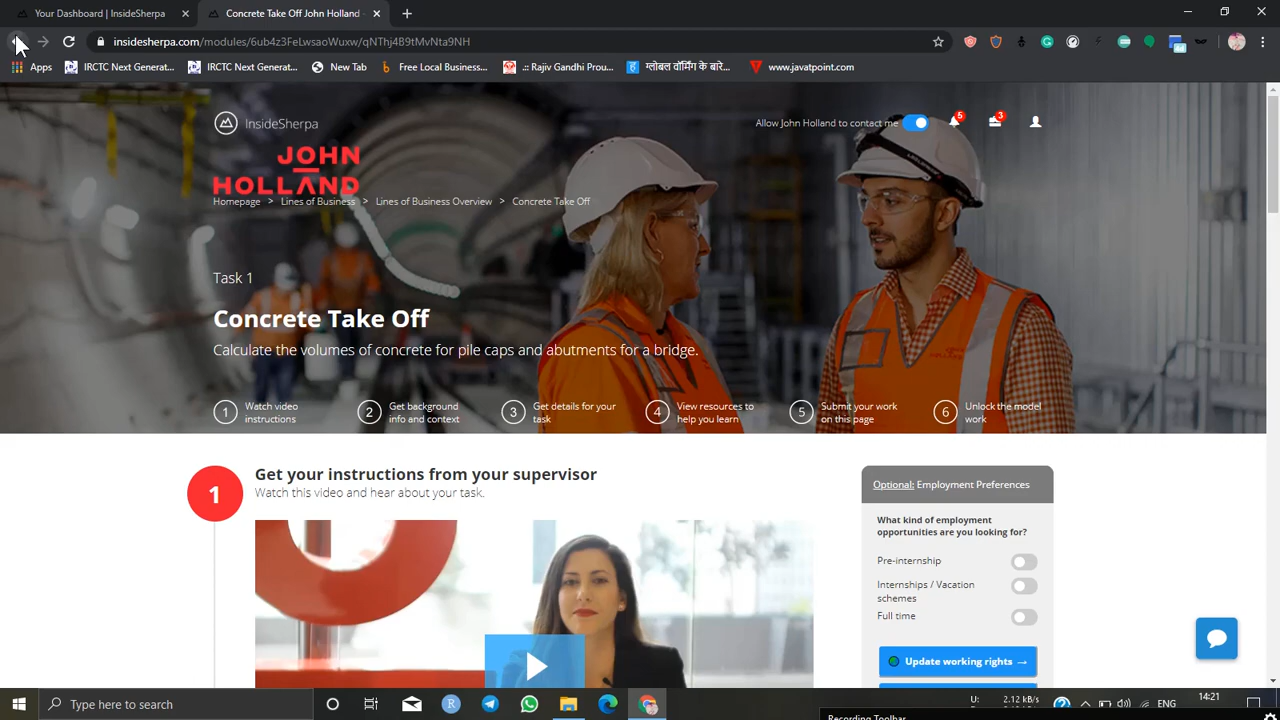 Your Dashboard | InsideSherpa
Concrete Take Off John Holland -
insidesherpa.com/modules/6ub4z3FeLwsaoWuxw/qNThj4B9tMvNta9NH
Apps
IRCTC Next Generat...
IRCTC Next Generat...
New Tab
Free Local Business...
.:: Rajiv Gandhi Prou...
ग्लोबल वॉर्मिंग के बारे...
www.javatpoint.com
InsideSherpa
Allow John Holland to contact me
5
3
JOHN
HOLLAND
Homepage > Lines of Business > Lines of Business Overview > Concrete Take Off
Task 1
Concrete Take Off
Calculate the volumes of concrete for pile caps and abutments for a bridge.
1 Watch video
instructions
2 Get background
info and context
3 Get details for your
task
4 View resources to
help you learn
5 Submit your work
on this page
6 Unlock the model
work
1
Get your instructions from your supervisor
Watch this video and hear about your task.
Optional: Employment Preferences
What kind of employment
opportunities are you looking for?
Pre-internship
Internships / Vacation
schemes
Full time
Update working rights →
Type here to search
U:
2.12 kB/s
ENG
14:21
Recording Toolbar